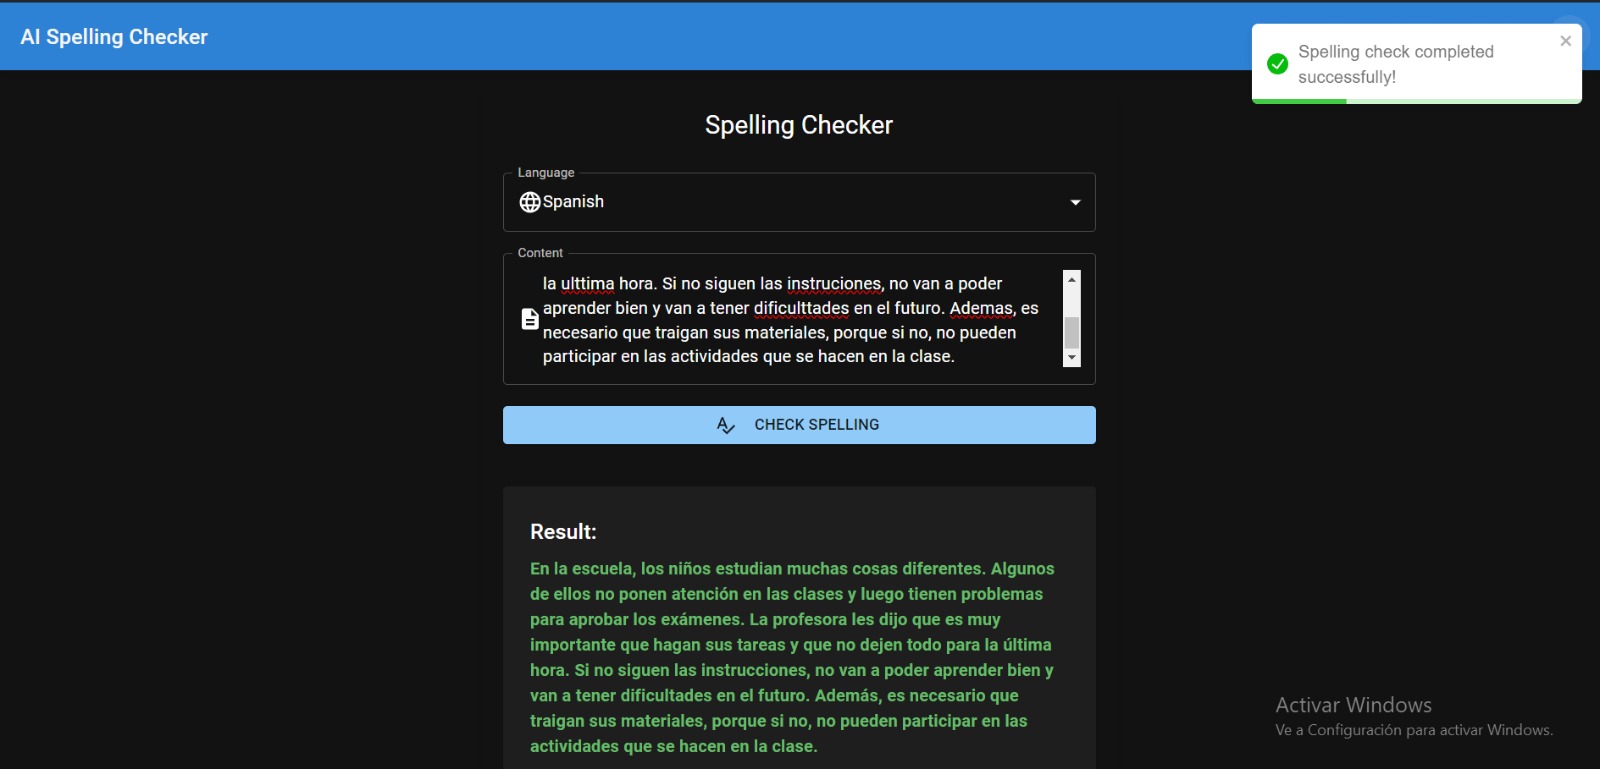 AI Spelling Checker
Spelling check completed
successfully!
Spelling Checker
Language
Spanish
Content
la ulttima hora. Si no siguen las instruciones, no van a poder
aprender bien y van a tener dificulttades en el futuro. Ademas, es
necesario que traigan sus materiales, porque si no, no pueden
participar en las actividades que se hacen en la clase.
CHECK SPELLING
Result:
En la escuela, los niños estudian muchas cosas diferentes. Algunos
de ellos no ponen atención en las clases y luego tienen problemas
para aprobar los exámenes. La profesora les dijo que es muy
importante que hagan sus tareas y que no dejen todo para la última
hora. Si no siguen las instrucciones, no van a poder aprender bien y
van a tener dificultades en el futuro. Además, es necesario que
traigan sus materiales, porque si no, no pueden participar en las
actividades que se hacen en la clase.
Activar Windows
Ve a Configuración para activar Windows.